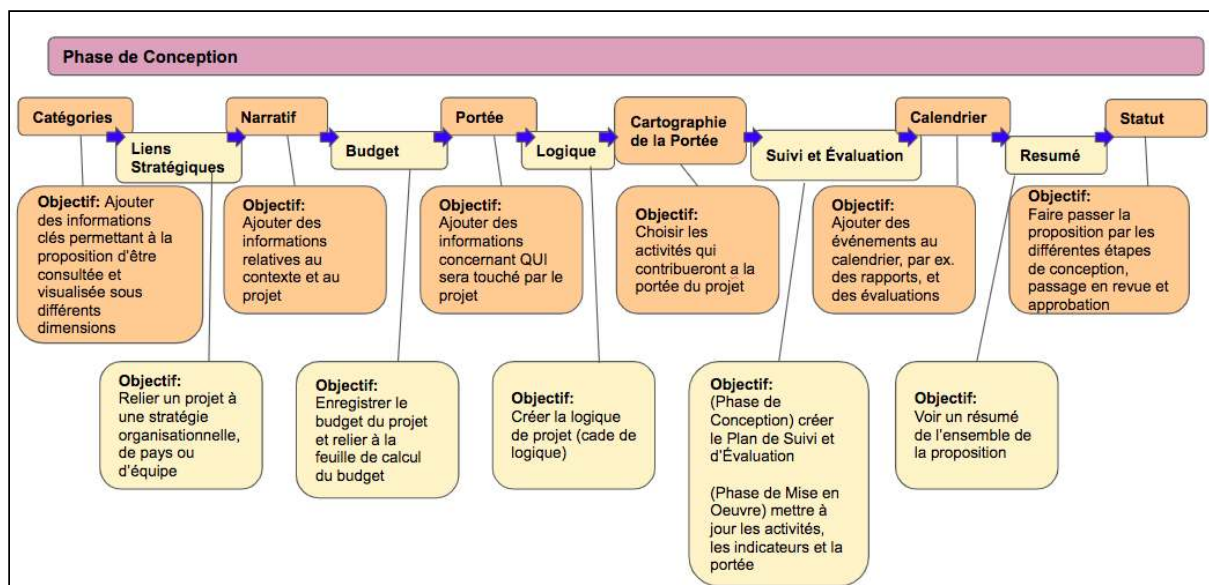 Phase de Conception
Catégories
Narratif
Portée
Cartographie
de la Portée
Calendrier
Statut
Liens
Stratégiques
Budget
Logique
Suivi et Évaluation
Resumé
Objectif: Ajouter
des informations
clés permettant à la
proposition d'être
consultée et
visualisée sous
différents
dimensions
Objectif:
Ajouter des
informations
relatives au
contexte et au
projet
Objectif:
Ajouter des
informations
concernant QUI
sera touché par le
projet
Objectif:
Choisir les
activités qui
contribueront a la
portée du projet
Objectif:
Ajouter des
événements au
calendrier, par ex.
des rapports, et
des évaluations
Objectif:
Faire passer la
proposition par les
différentes étapes
de conception,
passage en revue et
approbation
Objectif:
Relier un projet à
une stratégie
organisationnelle,
de pays ou
d'équipe
Objectif:
Enregistrer le
budget du projet
et relier à la
feuille de calcul
du budget
Objectif:
Créer la logique
de projet (cade de
logique)
Objectif:
(Phase de
Conception) créer
le Plan de Suivi et
d'Évaluation
(Phase de Mise en
Oeuvre) mettre à
jour les activités,
les indicateurs et la
portée
Objectif:
Voir un résumé
de l'ensemble de
la proposition